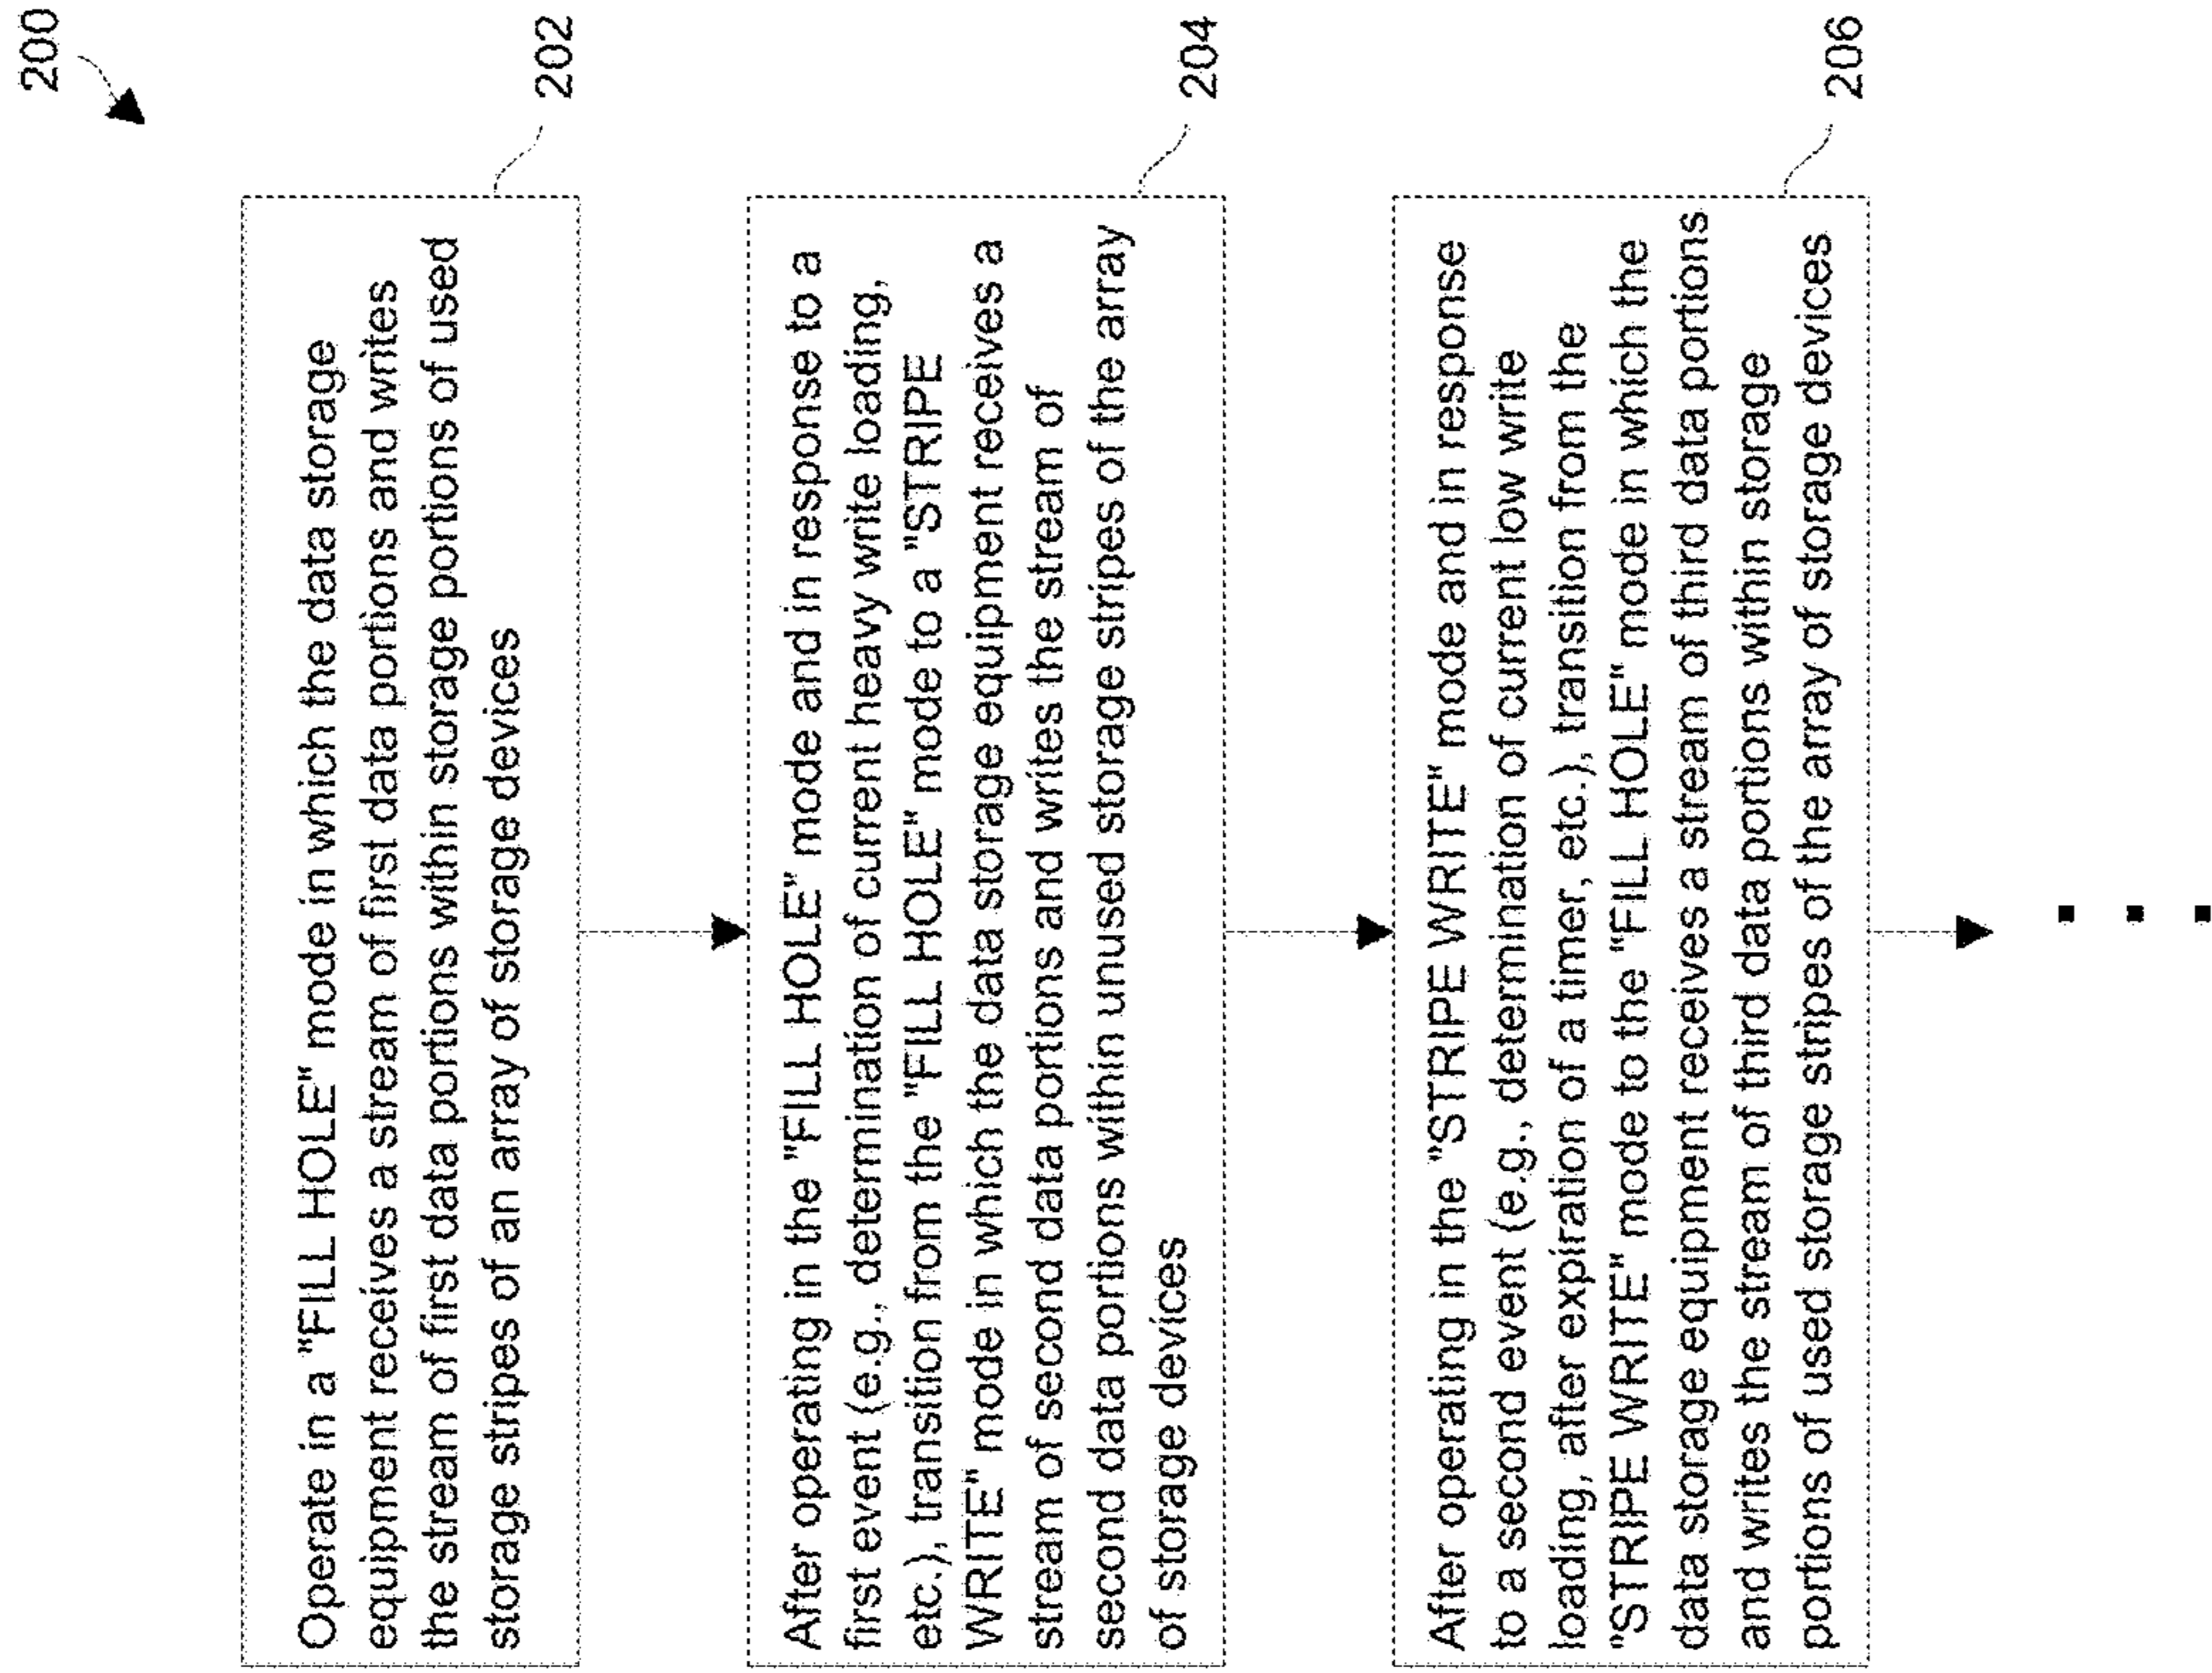 200
Operate in a "FILL HOLE" mode in which the data storage
equipment receives a stream of first data portions and writes
the stream of first data portions within storage portions of used
storage stripes of an array of storage devices
202
After operating in the "FILL HOLE" mode and in response to a
first event (e.g., determination of current heavy write loading,
etc.), transition from the "FILL HOLE" mode to a "STRIPE
WRITE" mode in which the data storage equipment receives a
stream of second data portions and writes the stream of
second data portions within unused storage stripes of the array
of storage devices
204
After operating in the "STRIPE WRITE" mode and in response
to a second event (e.g., determination of current low write
loading, after expiration of a timer, etc.), transition from the
"STRIPE WRITE" mode to the "FILL HOLE" mode in which the
data storage equipment receives a stream of third data portions
and writes the stream of third data portions within storage
portions of used storage stripes of the array of storage devices
206